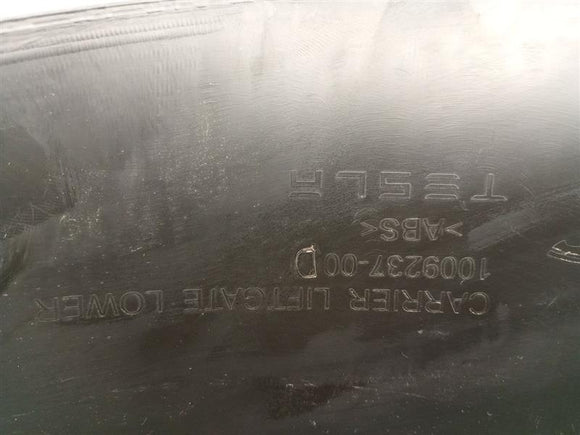 CARRIER LIFTGATE LOWER
1009237-00D
>ABS<
TESLA